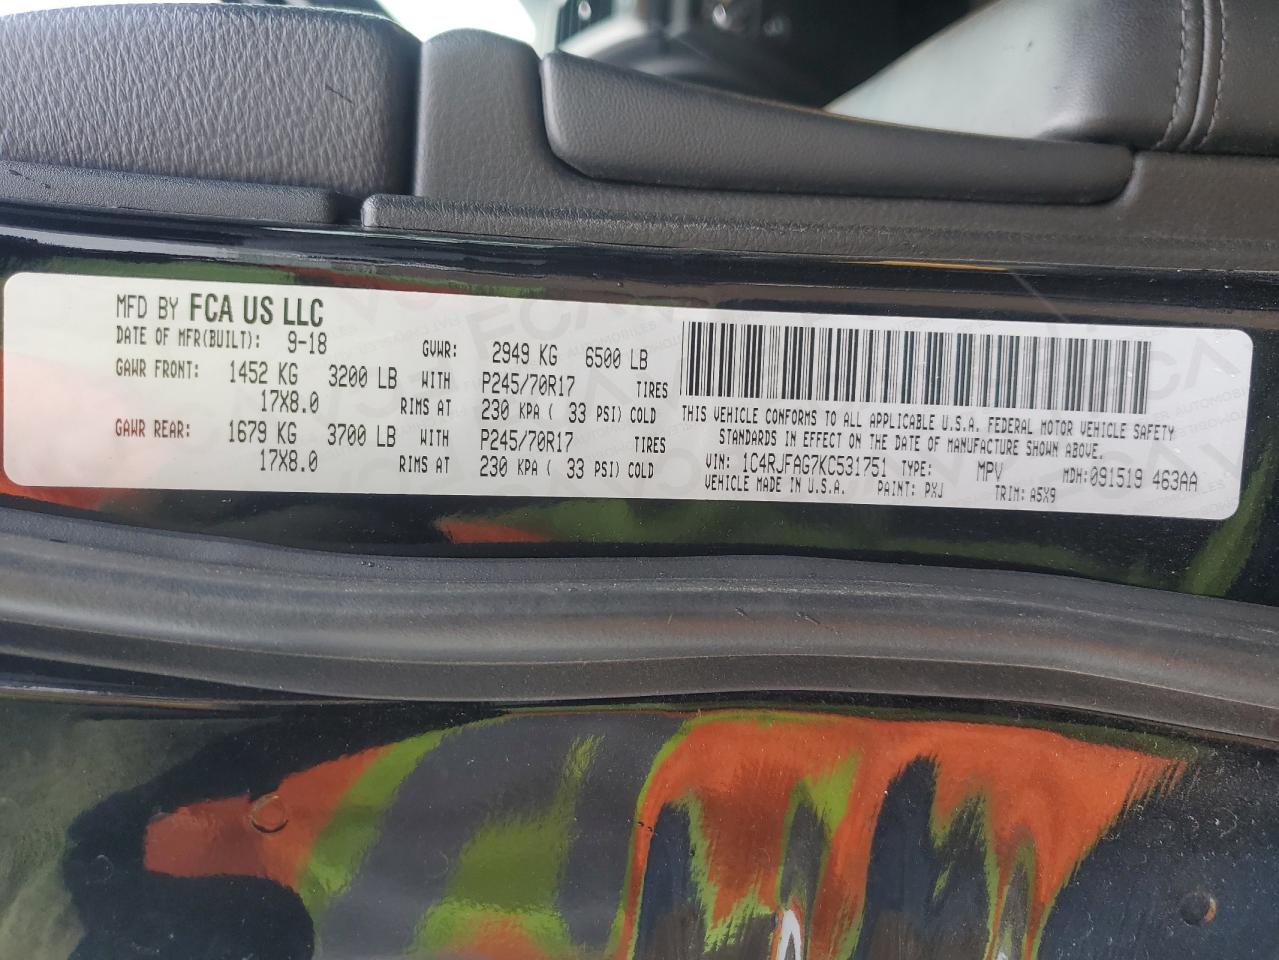 MFD BY FCA US LLC
DATE OF MFR(BUILT): 9-18 GVWR: 2949 KG 6500 LB
GAWR FRONT: 1452 KG 3200 LB WITH P245/70R17 TIRES
17X8.0 RIMS AT 230 KPA ( 33 PSI) COLD
GAWR REAR: 1679 KG 3700 LB WITH P245/70R17 TIRES
17X8.0 RIMS AT 230 KPA ( 33 PSI) COLD
THIS VEHICLE CONFORMS TO ALL APPLICABLE U.S.A. FEDERAL MOTOR VEHICLE SAFETY
STANDARDS IN EFFECT ON THE DATE OF MANUFACTURE SHOWN ABOVE.
VIN: 1C4RJFAG7KC531751 TYPE: MPV MDH:091519 463AA
VEHICLE MADE IN U.S.A. PAINT: PXJ TRIM: A5X9